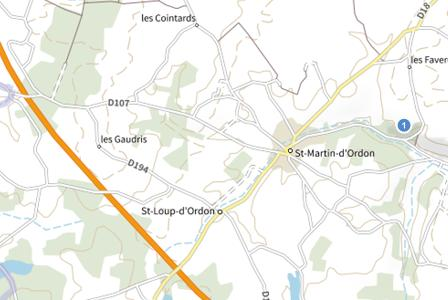 D18
les Cointards
les Faver
D107
1
les Gaudris
St-Martin-d'Ordon
D194
St-Loup-d'Ordon